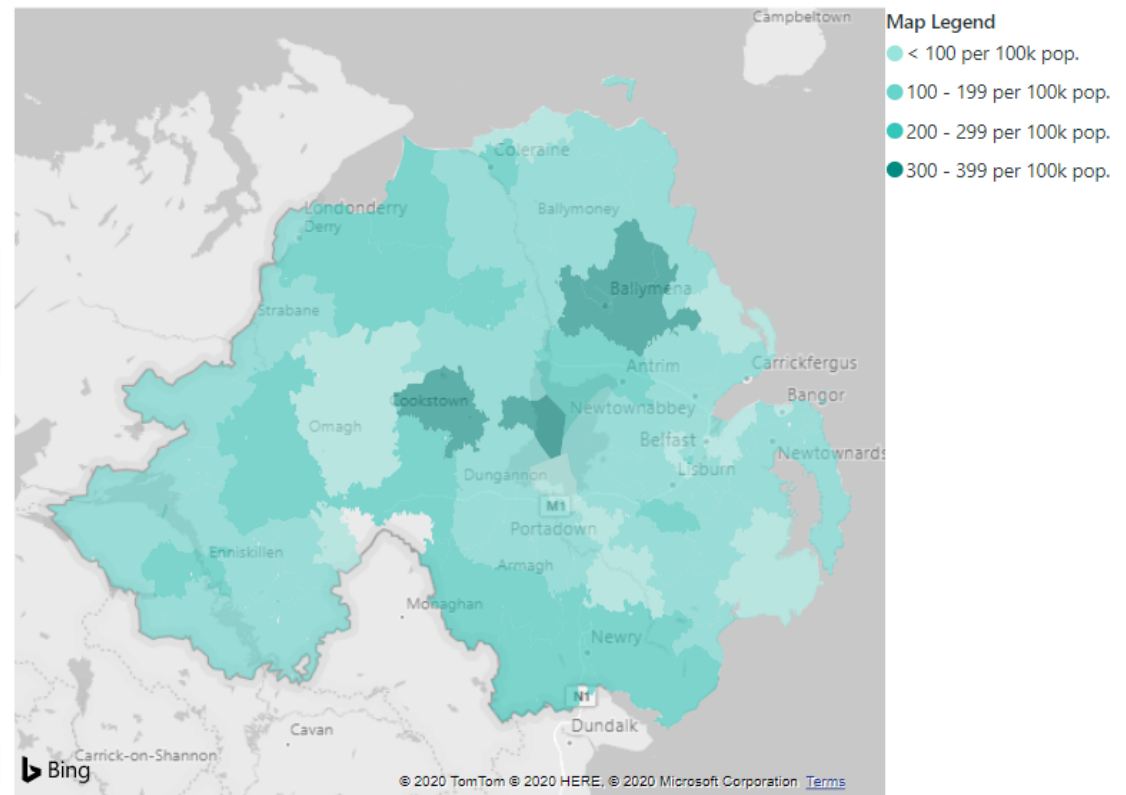 Campbeltown
Map Legend
< 100 per 100k pop.
100 - 199 per 100k pop.
200 - 299 per 100k pop.
300 - 399 per 100k pop.
Coleraine
Londonderry
Derry
Ballymoney
Ballymena
Strabane
Antrim
Carrickfergus
Cookstown
Bangor
Newtownabbey
Omagh
Belfast
Newtownards
Lisburn
Dungannon
M1
Portadown
Enniskillen
Armagh
Monaghan
Newry
N1
Dundalk
Cavan
Carrick-on-Shannon
Bing
© 2020 TomTom © 2020 HERE, © 2020 Microsoft Corporation Terms